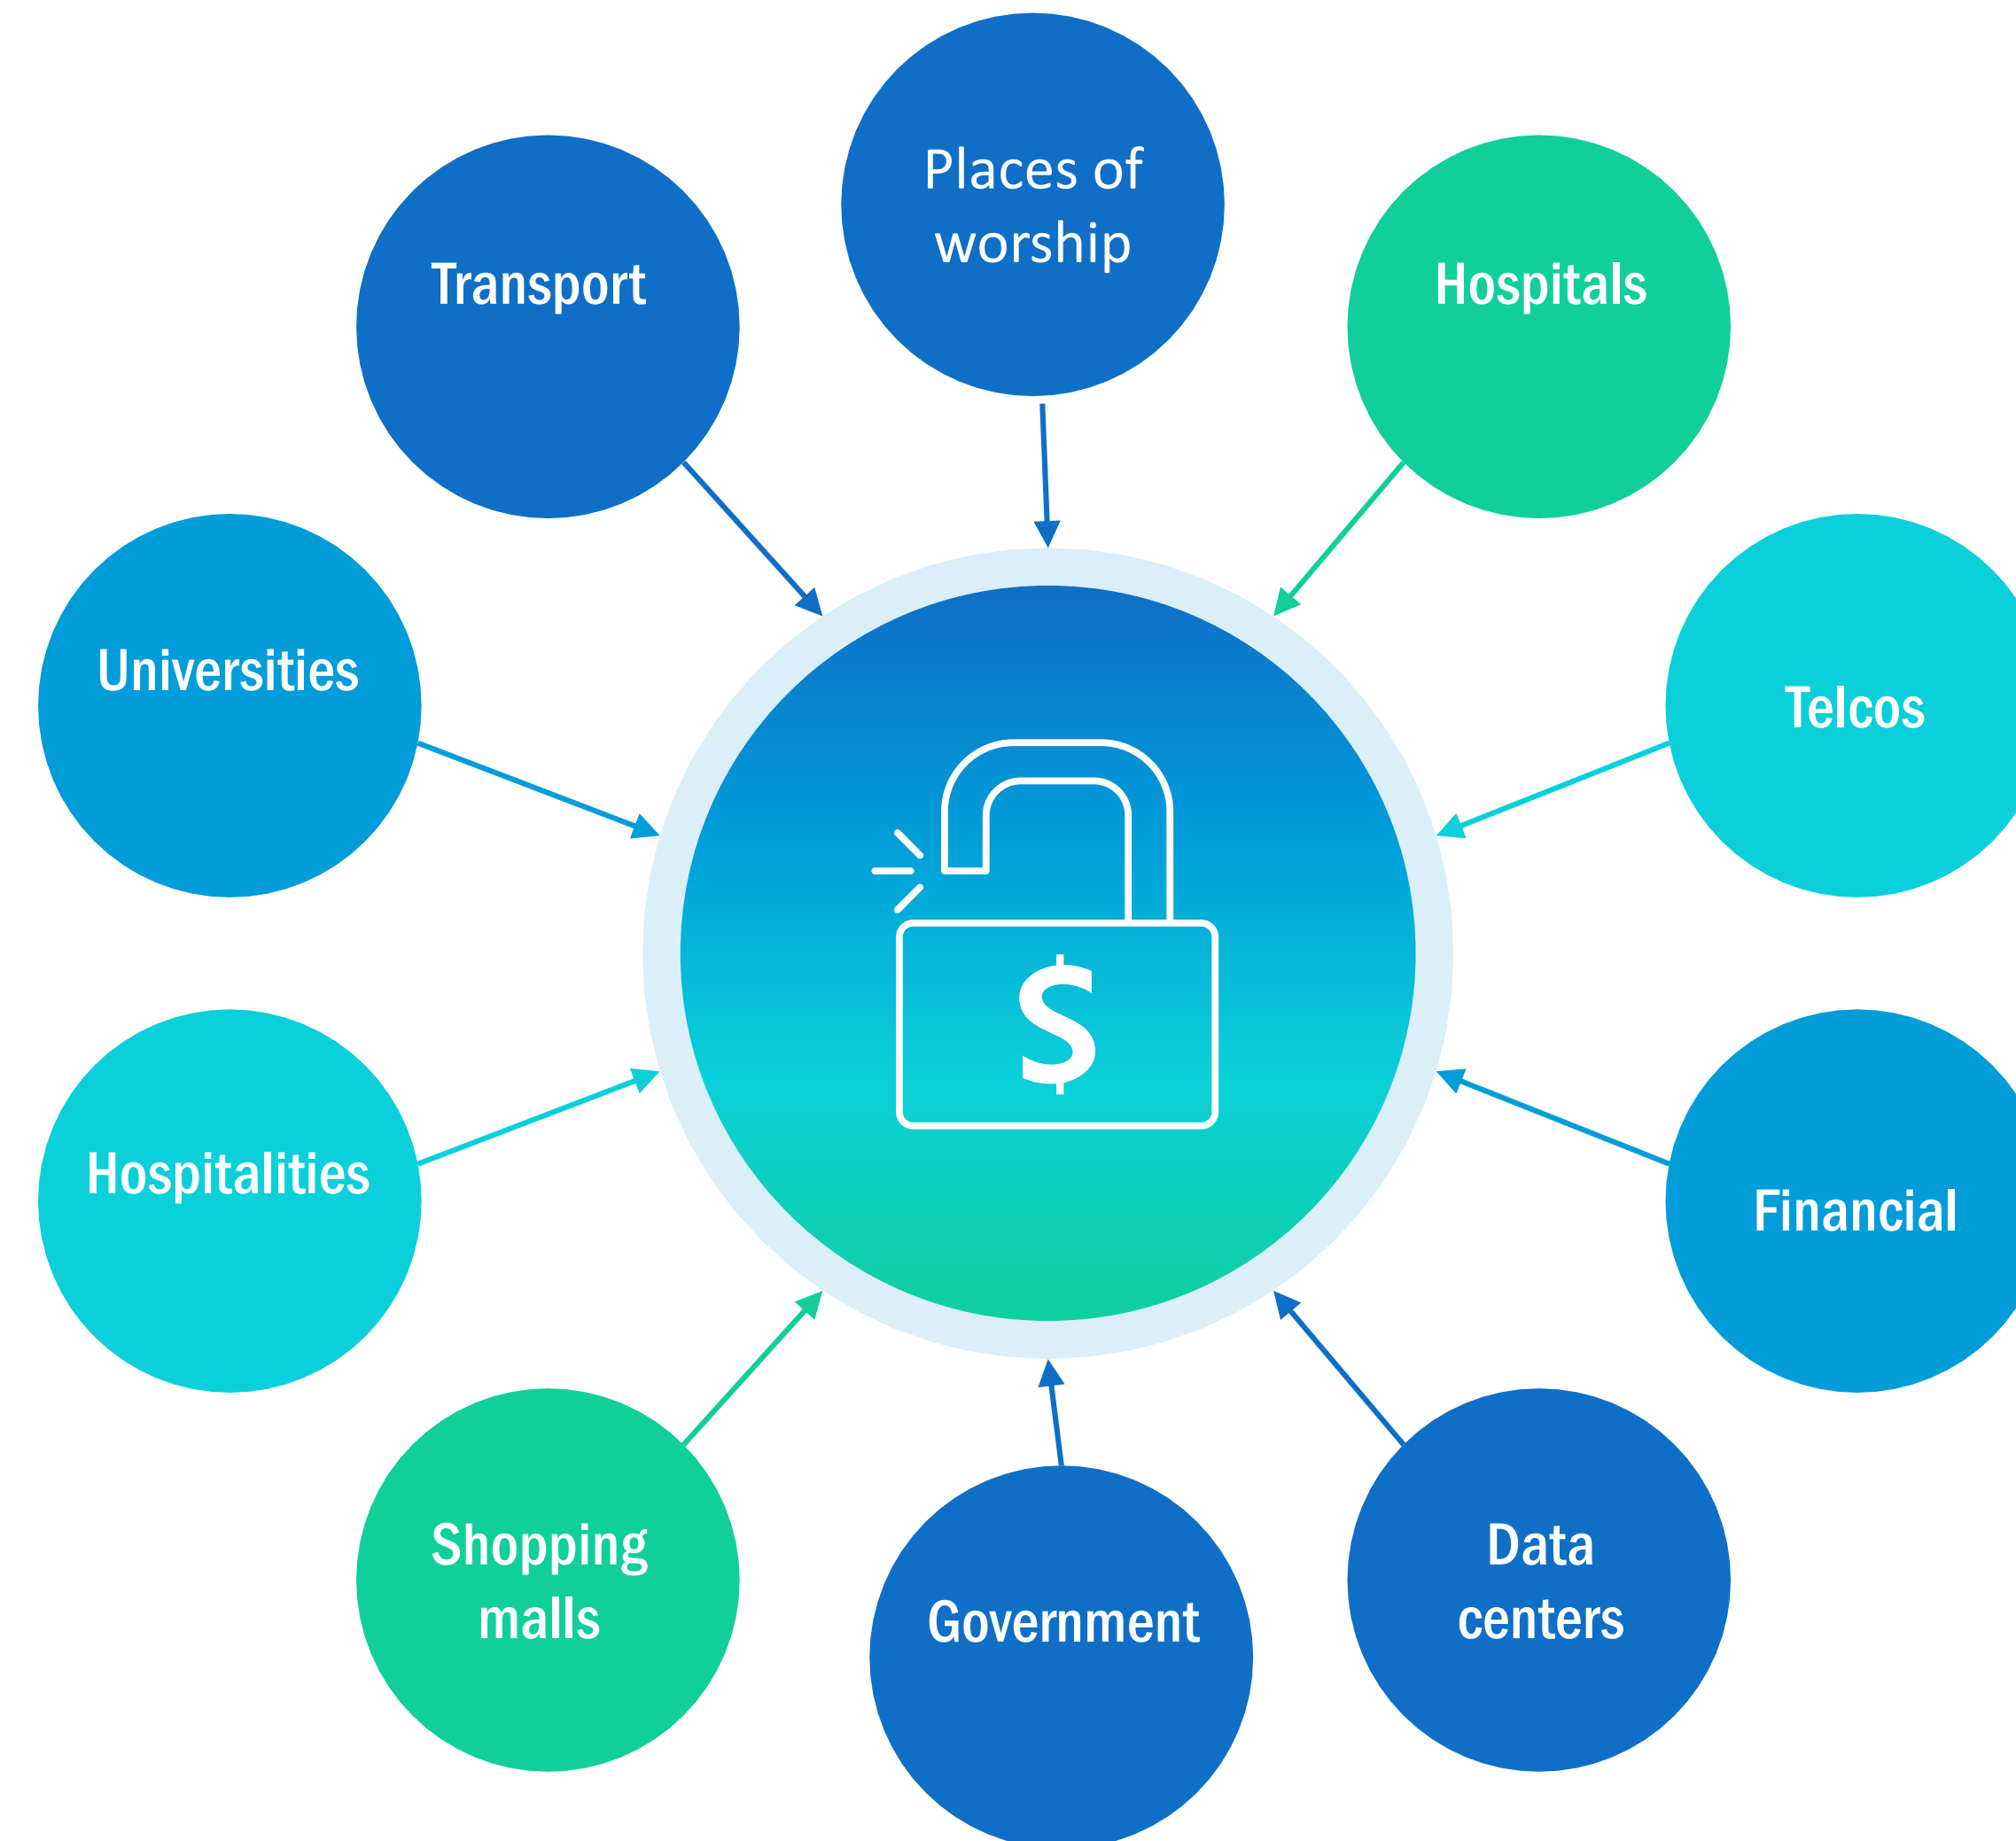 Places of
worship
Transport
Hospitals
Universities
Telcos
$
Hospitalities
Financial
Shopping
malls
Data
centers
Government